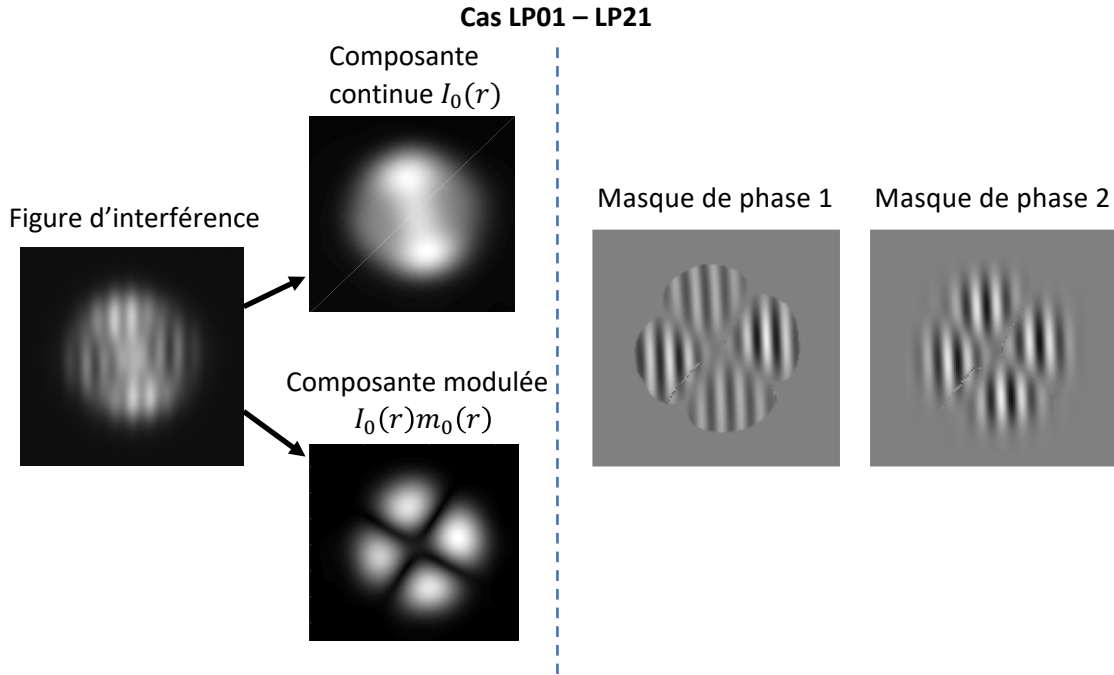 Cas LP01 – LP21
Composante
continue I₀(r)
Figure d’interférence
Composante modulée
I₀(r)m₀(r)
Masque de phase 1
Masque de phase 2